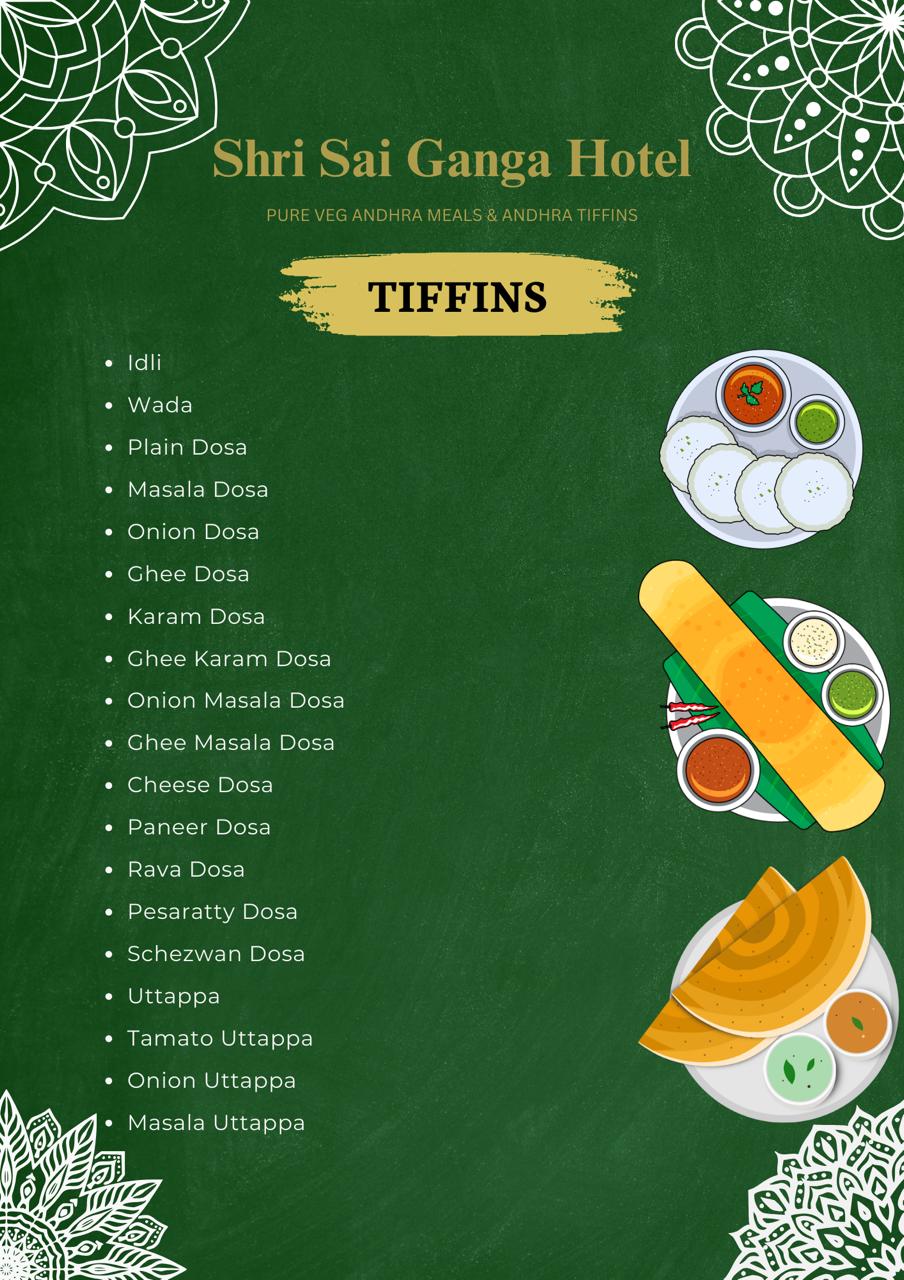 Shri Sai Ganga Hotel
PURE VEG ANDHRA MEALS & ANDHRA TIFFINS
TIFFINS
• Idli
• Wada
• Plain Dosa
• Masala Dosa
• Onion Dosa
• Ghee Dosa
• Karam Dosa
• Ghee Karam Dosa
• Onion Masala Dosa
• Ghee Masala Dosa
• Cheese Dosa
• Paneer Dosa
• Rava Dosa
• Pesaratty Dosa
• Schezwan Dosa
• Uttappa
• Tamato Uttappa
• Onion Uttappa
• Masala Uttappa